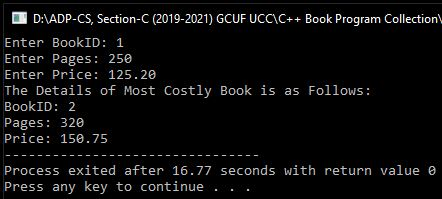 D:\ADP-CS, Section-C (2019-2021) GCUF UCC\C++ Book Program Collection\
Enter BookID: 1
Enter Pages: 250
Enter Price: 125.20
The Details of Most Costly Book is as Follows:
BookID: 2
Pages: 320
Price: 150.75
--------------------------------
Process exited after 16.77 seconds with return value 0
Press any key to continue . . .